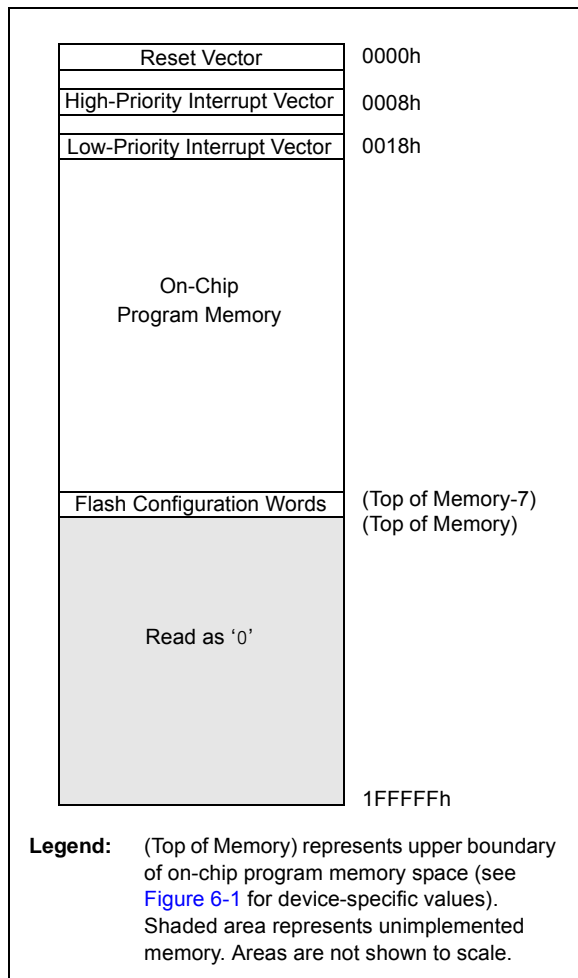 Reset Vector 0000h
High-Priority Interrupt Vector 0008h
Low-Priority Interrupt Vector 0018h
On-Chip
Program Memory
Flash Configuration Words (Top of Memory-7)
(Top of Memory)
Read as ‘0’
1FFFFFh
Legend: (Top of Memory) represents upper boundary
of on-chip program memory space (see
Figure 6-1 for device-specific values).
Shaded area represents unimplemented
memory. Areas are not shown to scale.